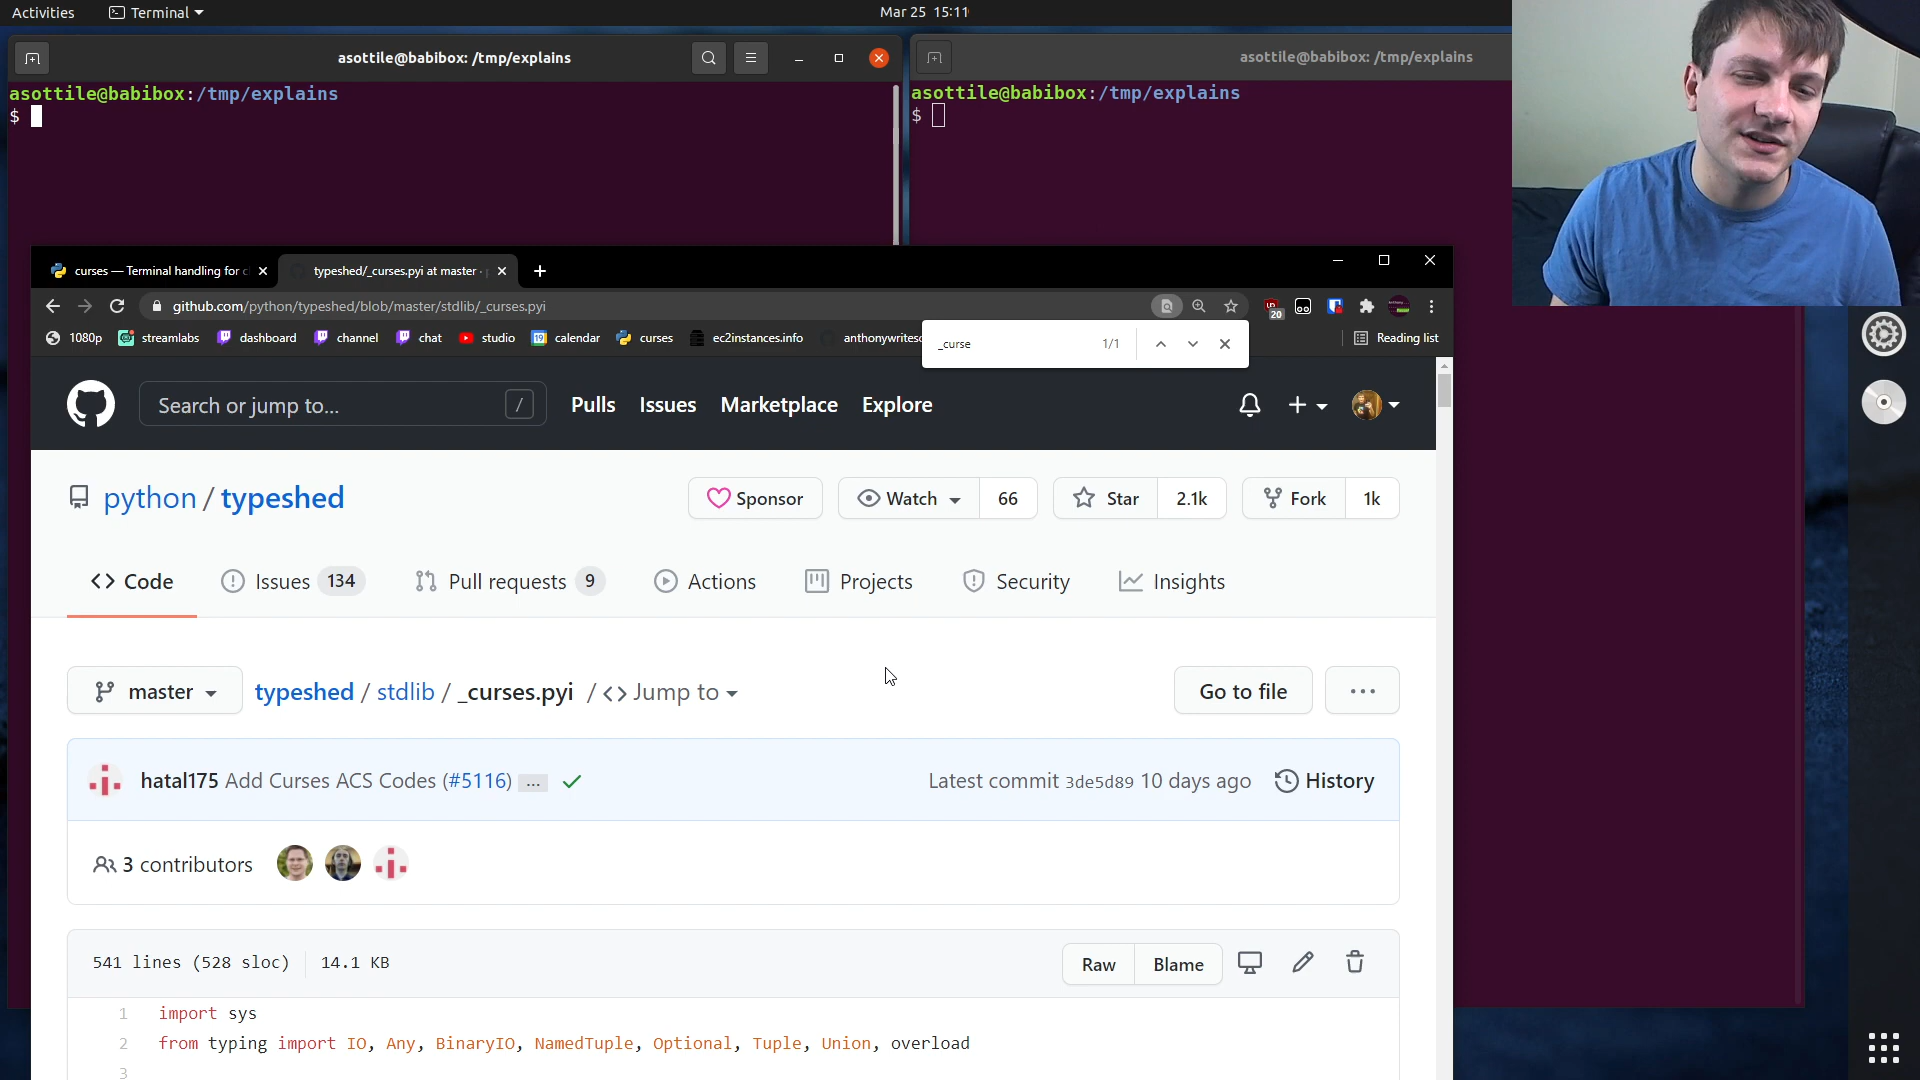 Activities
Terminal
Mar 25 15:11
asottile@babibox: /tmp/explains
asottile@babibox: /tmp/explains
asottile@babibox:/tmp/explains
$
asottile@babibox:/tmp/explains
$
curses — Terminal handling for
typeshed/_curses.pyi at master ·
github.com/python/typeshed/blob/master/stdlib/_curses.pyi
20
1080p
streamlabs
dashboard
channel
chat
studio
calendar
curses
ec2instances.info
anthonywrites
Reading list
_curse
1/1
Search or jump to...
/
Pulls
Issues
Marketplace
Explore
python / typeshed
Sponsor
Watch
66
Star
2.1k
Fork
1k
Code
Issues 134
Pull requests 9
Actions
Projects
Security
Insights
master
typeshed / stdlib / _curses.pyi / <> Jump to
Go to file
...
hatal175 Add Curses ACS Codes (#5116) ...
Latest commit 3de5d89 10 days ago
History
3 contributors
541 lines (528 sloc)
14.1 KB
Raw
Blame
1 import sys
2 from typing import IO, Any, BinaryIO, NamedTuple, Optional, Tuple, Union, overload
3